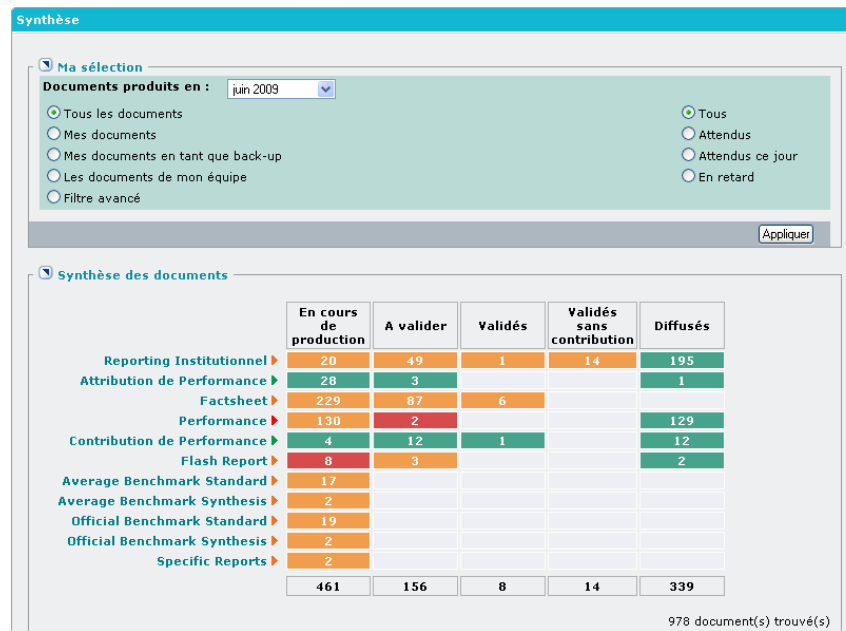 Synthèse
Ma sélection
Documents produits en : juin 2009
Tous les documents Tous
Mes documents Attendus
Mes documents en tant que back-up Attendus ce jour
Les documents de mon équipe En retard
Filtre avancé
Appliquer
Synthèse des documents
En cours de production A valider Validés Validés sans contribution Diffusés
Reporting Institutionnel 20 49 1 14 195
Attribution de Performance 28 3 1
Factsheet 229 87 6
Performance 130 2 129
Contribution de Performance 4 12 1 12
Flash Report 8 3 2
Average Benchmark Standard 17
Average Benchmark Synthesis 2
Official Benchmark Standard 19
Official Benchmark Synthesis 2
Specific Reports 2
461 156 8 14 339
978 document(s) trouvé(s)